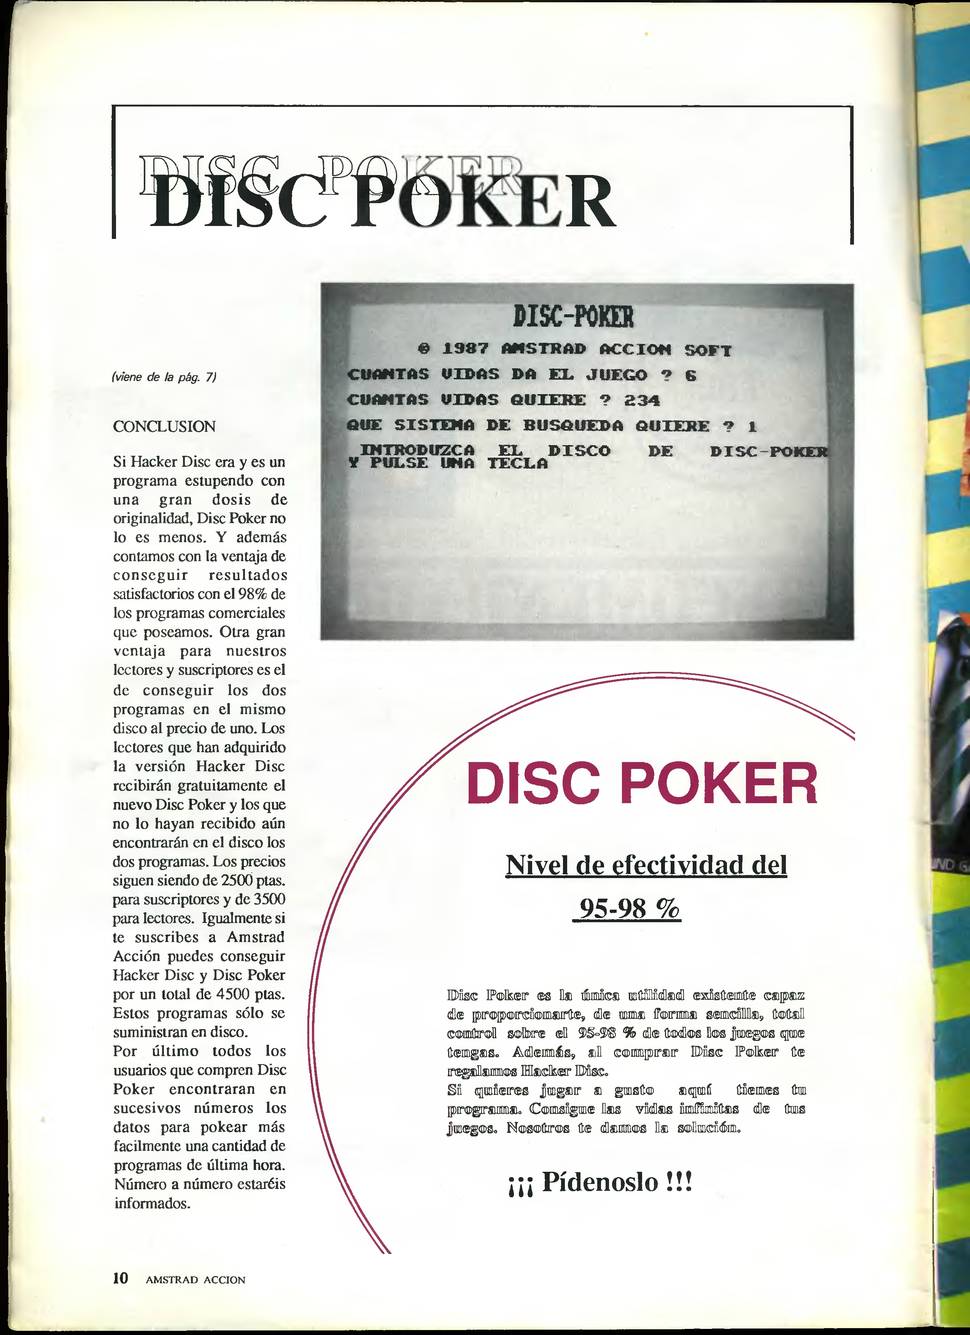 DISC POKER
DISC POKER
(viene de la pág. 7)
CONCLUSION
Si Hacker Disc era y es un
programa estupendo con
una gran dosis de
originalidad, Disc Poker no
lo es menos. Y además
contamos con la ventaja de
conseguir resultados
satisfactorios con el 98% de
los programas comerciales
que poseamos. Otra gran
ventaja para nuestros
lectores y suscriptores es el
de conseguir los dos
programas en el mismo
disco al precio de uno. Los
lectores que han adquirido
la versión Hacker Disc
recibirán gratuitamente el
nuevo Disc Poker y los que
no lo hayan recibido aún
encontrarán en el disco los
dos programas. Los precios
siguen siendo de 2500 ptas.
para suscriptores y de 3500
para lectores. Igualmente si
te suscribes a Amstrad
Acción puedes conseguir
Hacker Disc y Disc Poker
por un total de 4500 ptas.
Estos programas sólo se
suministran en disco.
Por último todos los
usuarios que compren Disc
Poker encontraran en
sucesivos números los
datos para pokear más
facilmente una cantidad de
programas de última hora.
Número a número estaréis
informados.
DISC-POKER
© 1987 AMSTRAD ACCION SOFT
CUANTAS VIDAS DA EL JUEGO ? 6
CUANTAS VIDAS QUIERE ? 234
QUE SISTEMA DE BUSQUEDA QUIERE ? 1
INTRODUZCA EL DISCO DE DISC-POKER
Y PULSE UNA TECLA
DISC POKER
Nivel de efectividad del
95-98 %
Disc Poker es la única utilidad existente capaz
de proporcionarte, de una forma sencilla, total
control sobre el 95-98 % de todos los juegos que
tengas. Además, al comprar Disc Poker te
regalamos Hacker Disc.
Si quieres jugar a gusto aquí tienes tu
programa. Consigue las vidas infinitas de tus
juegos. Nosotros te damos la solución.
¡¡¡ Pídenoslo !!!
10 AMSTRAD ACCION